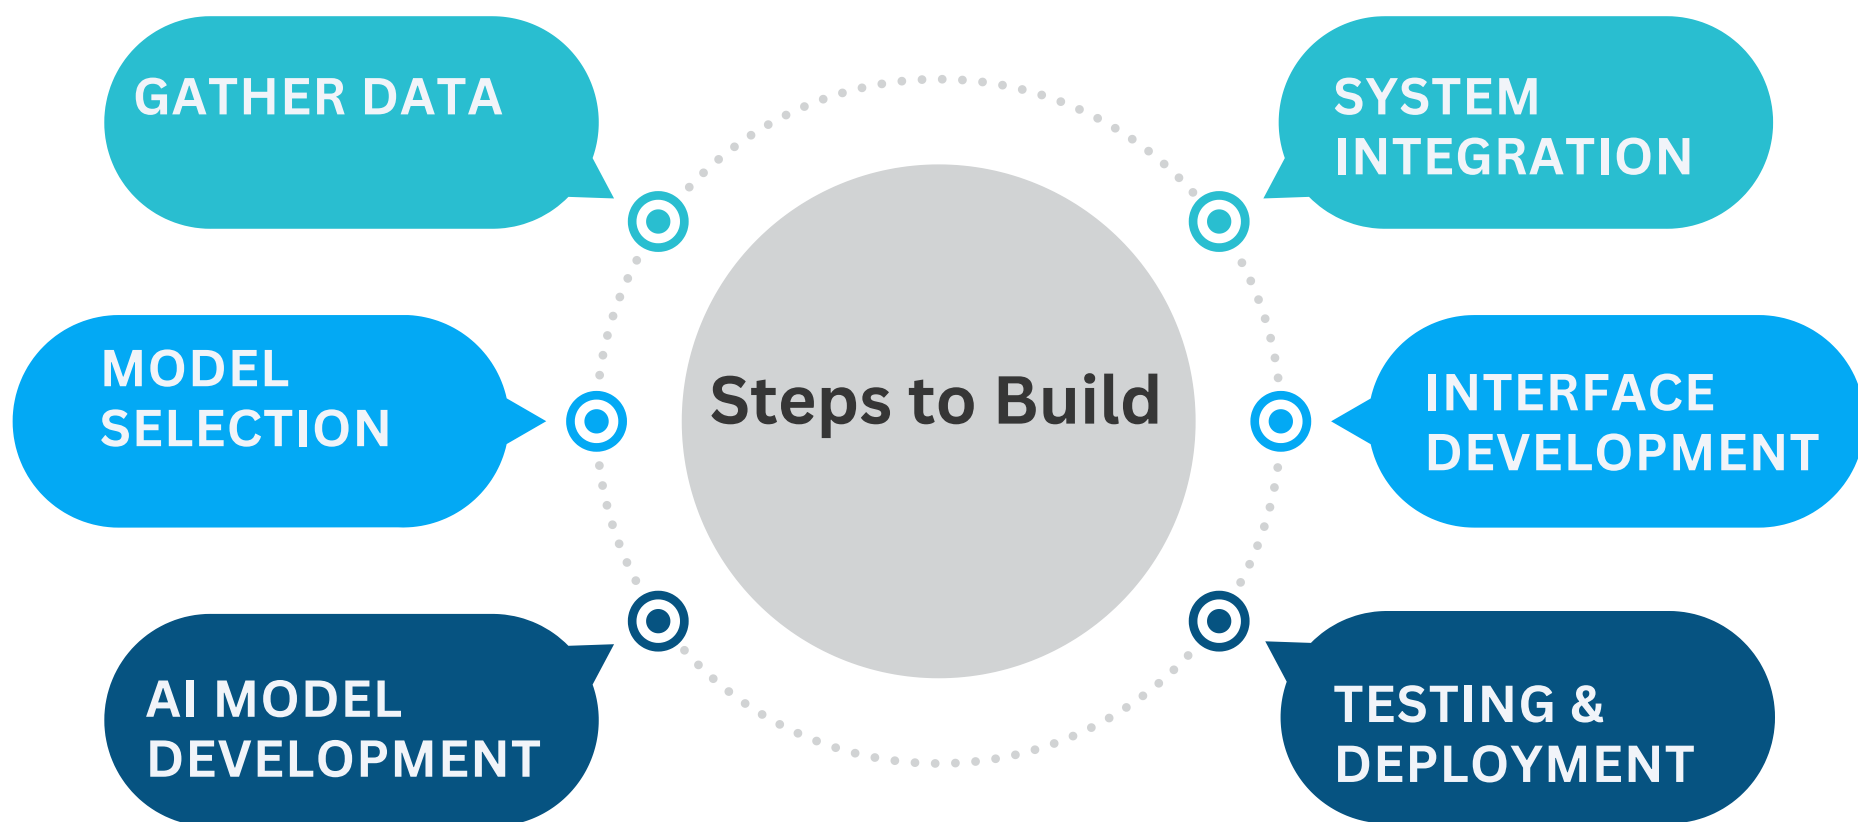 GATHER DATA
MODEL
SELECTION
AI MODEL
DEVELOPMENT
Steps to Build
SYSTEM
INTEGRATION
INTERFACE
DEVELOPMENT
TESTING &
DEPLOYMENT